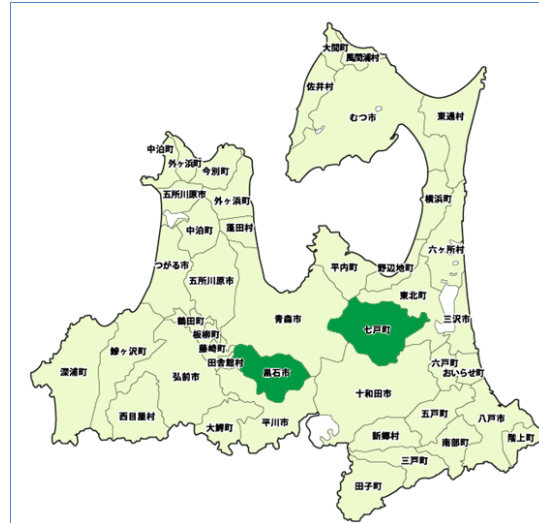 大間町
風間浦村
佐井村
むつ市
東通村
中泊町
外ヶ浜町
今別町
五所川原市
外ヶ浜町
横浜町
中泊町
蓬田村
六ヶ所村
つがる市
平内町
野辺地町
五所川原市
東北町
鶴田町
青森市
三沢市
板柳町
七戸町
藤崎町
鰺ヶ沢町
田舎館村
六戸町
深浦町
黒石市
おいらせ町
弘前市
十和田市
西目屋村
五戸町
八戸市
大鰐町
平川市
新郷村
南部町
階上町
三戸町
田子町